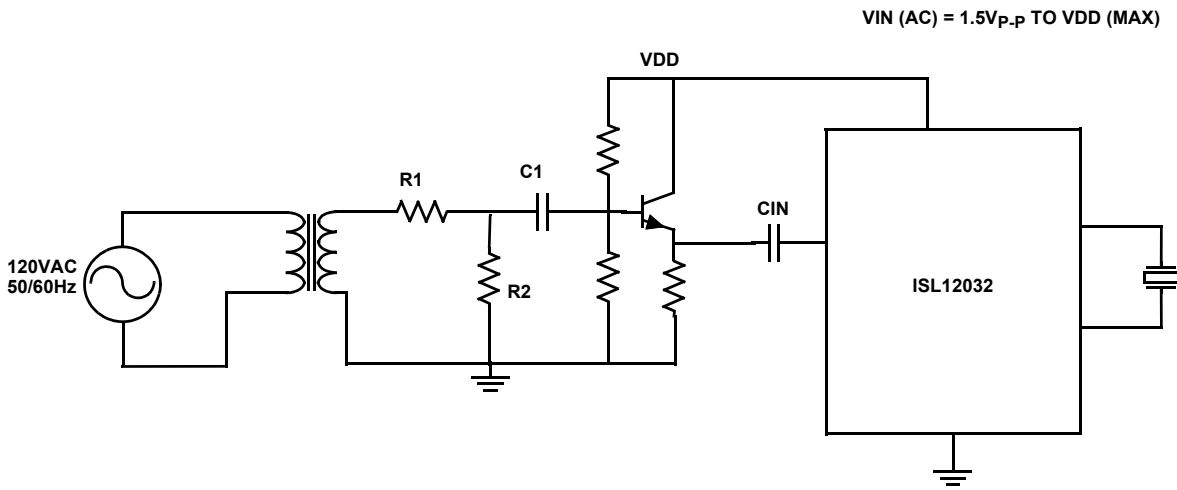 VIN (AC) = 1.5VP-P TO VDD (MAX)
VDD
R1
C1
CIN
120VAC
50/60Hz
R2
ISL12032